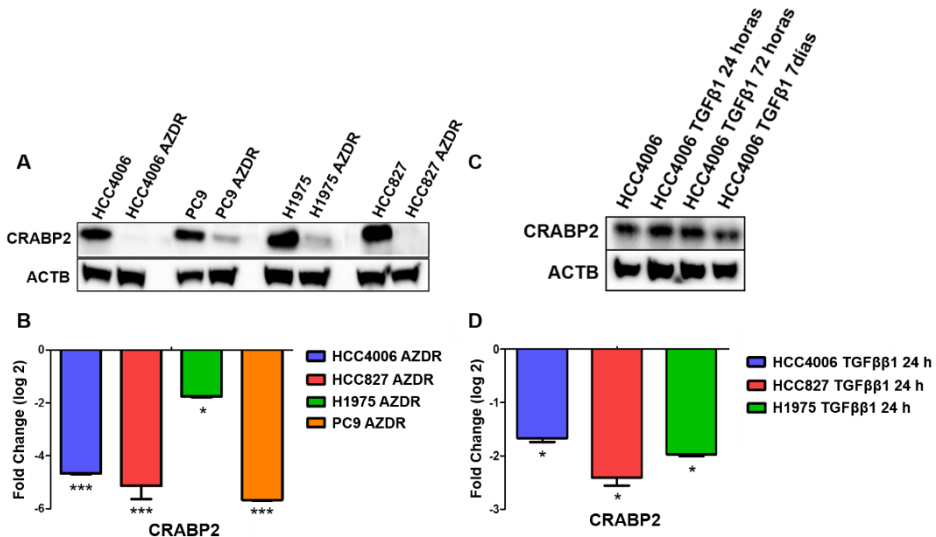 A
HCC4006
HCC4006 AZDR
PC9
PC9 AZDR
H1975
H1975 AZDR
HCC827
HCC827 AZDR
CRABP2
ACTB
B
Fold Change (log 2)
0
-2
-4
-6
***
***
*
***
CRABP2
HCC4006 AZDR
HCC827 AZDR
H1975 AZDR
PC9 AZDR
C
HCC4006
HCC4006 TGFβ1 24 horas
HCC4006 TGFβ1 72 horas
HCC4006 TGFβ1 7días
CRABP2
ACTB
D
Fold Change (log 2)
0
-1
-2
-3
*
*
*
CRABP2
HCC4006 TGFββ1 24 h
HCC827 TGFββ1 24 h
H1975 TGFββ1 24 h